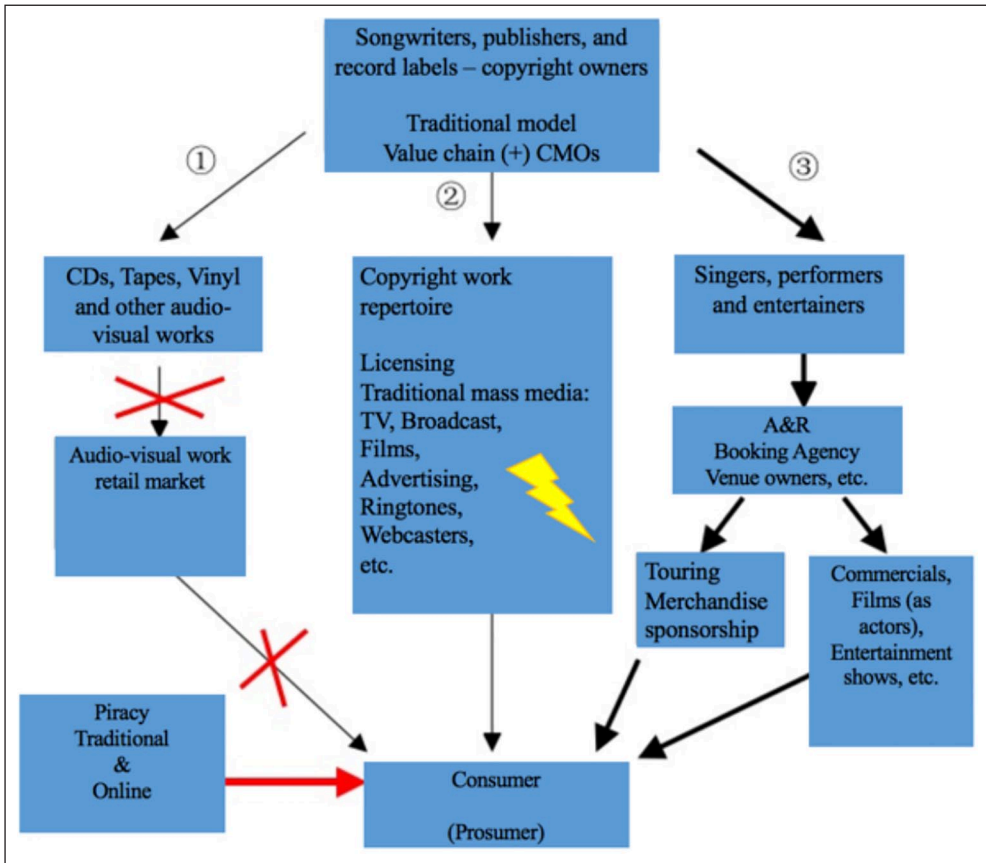 Songwriters, publishers, and
record labels – copyright owners
Traditional model
Value chain (+) CMOs
①
②
③
CDs, Tapes, Vinyl
and other audio-
visual works
Copyright work
repertoire
Licensing
Traditional mass media:
TV, Broadcast,
Films,
Advertising,
Ringtones,
Webcasters,
etc.
Singers, performers
and entertainers
Audio-visual work
retail market
A&R
Booking Agency
Venue owners, etc.
Touring
Merchandise
sponsorship
Commercials,
Films (as
actors),
Entertainment
shows, etc.
Piracy
Traditional
&
Online
Consumer
(Prosumer)